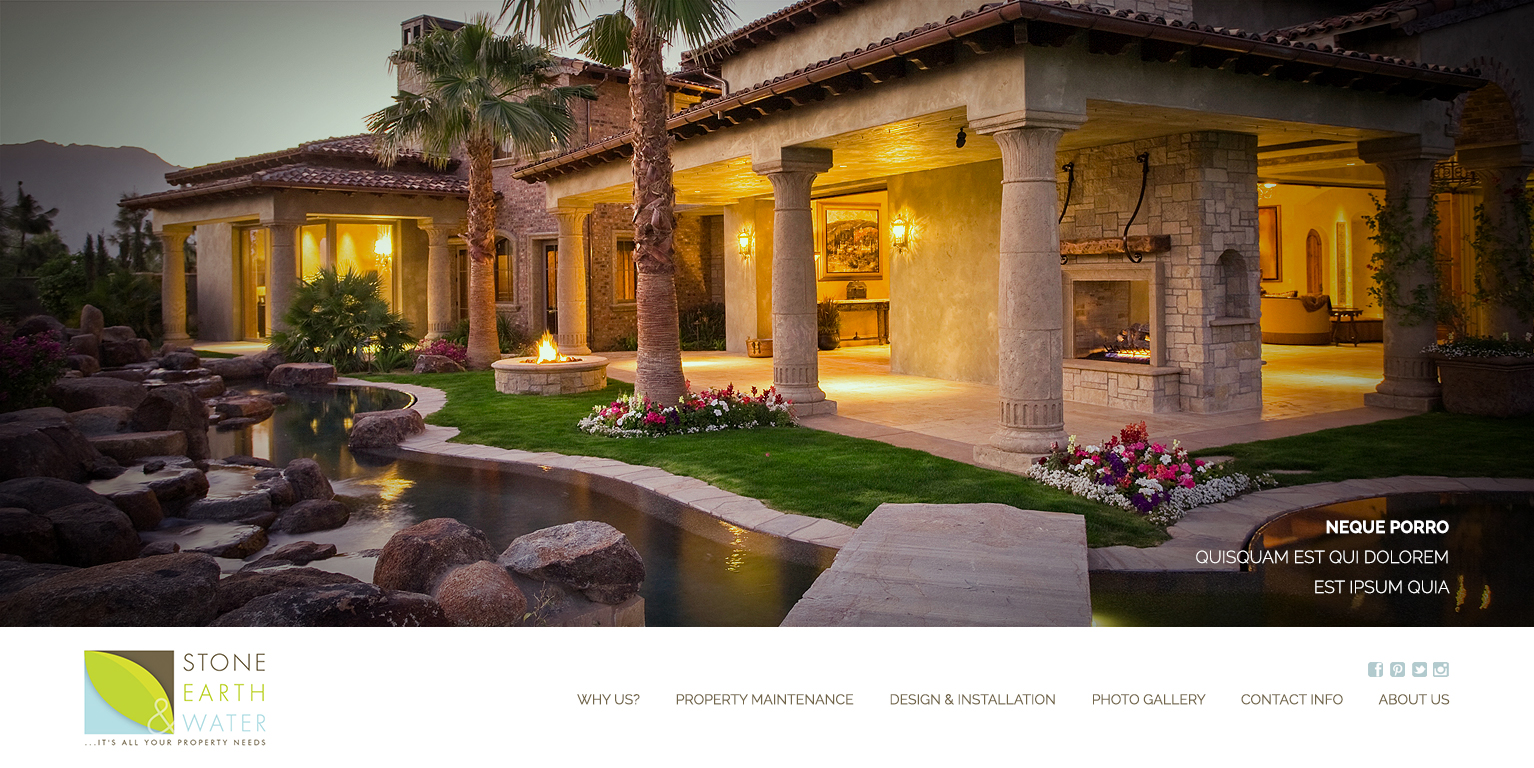 NEQUE PORRO
QUISQUAM EST QUI DOLOREM
EST IPSUM QUIA
STONE
EARTH
& WATER
...IT'S ALL YOUR PROPERTY NEEDS
WHY US?
PROPERTY MAINTENANCE
DESIGN & INSTALLATION
PHOTO GALLERY
CONTACT INFO
ABOUT US